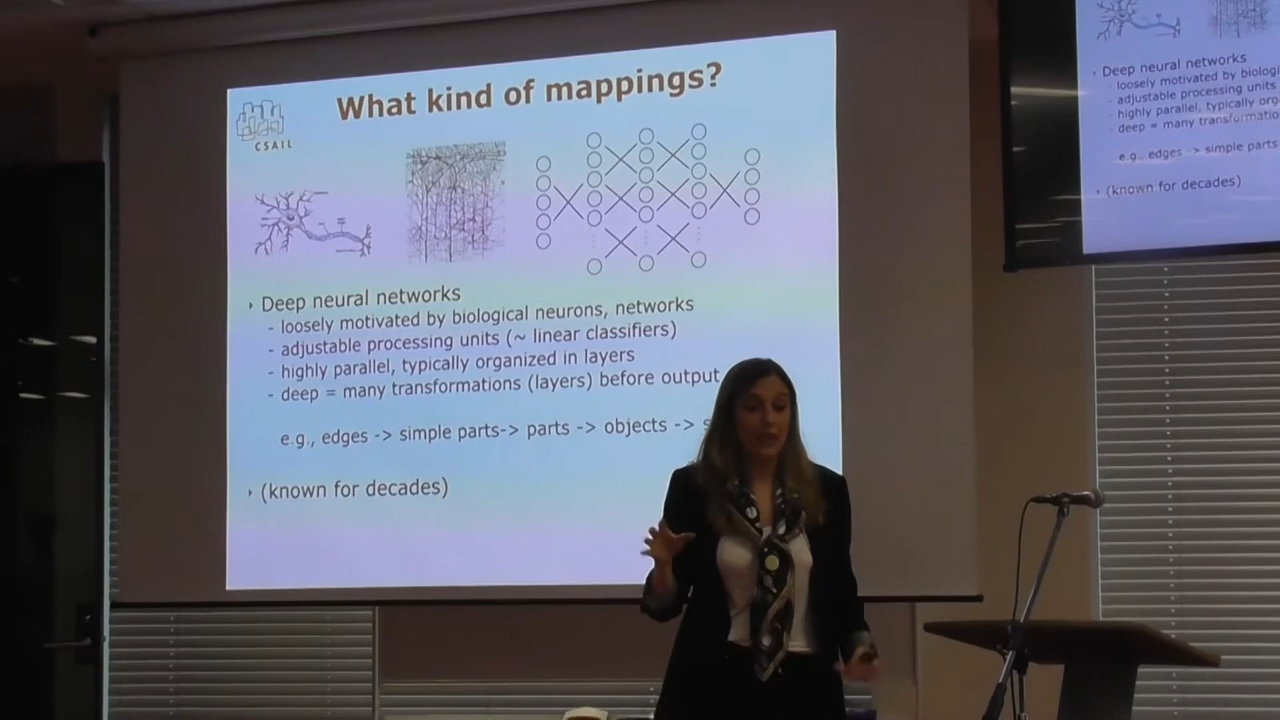 What kind of mappings?
CSAIL
Deep neural networks
- loosely motivated by biological neurons, networks
- adjustable processing units (~ linear classifiers)
- highly parallel, typically organized in layers
- deep = many transformations (layers) before output
e.g., edges -> simple parts-> parts -> objects -> s
(known for decades)
Deep neural networks
- loosely motivated by biologi
- adjustable processing units
- highly parallel, typically org
- deep = many transformatio
e.g., edges -> simple parts
(known for decades)